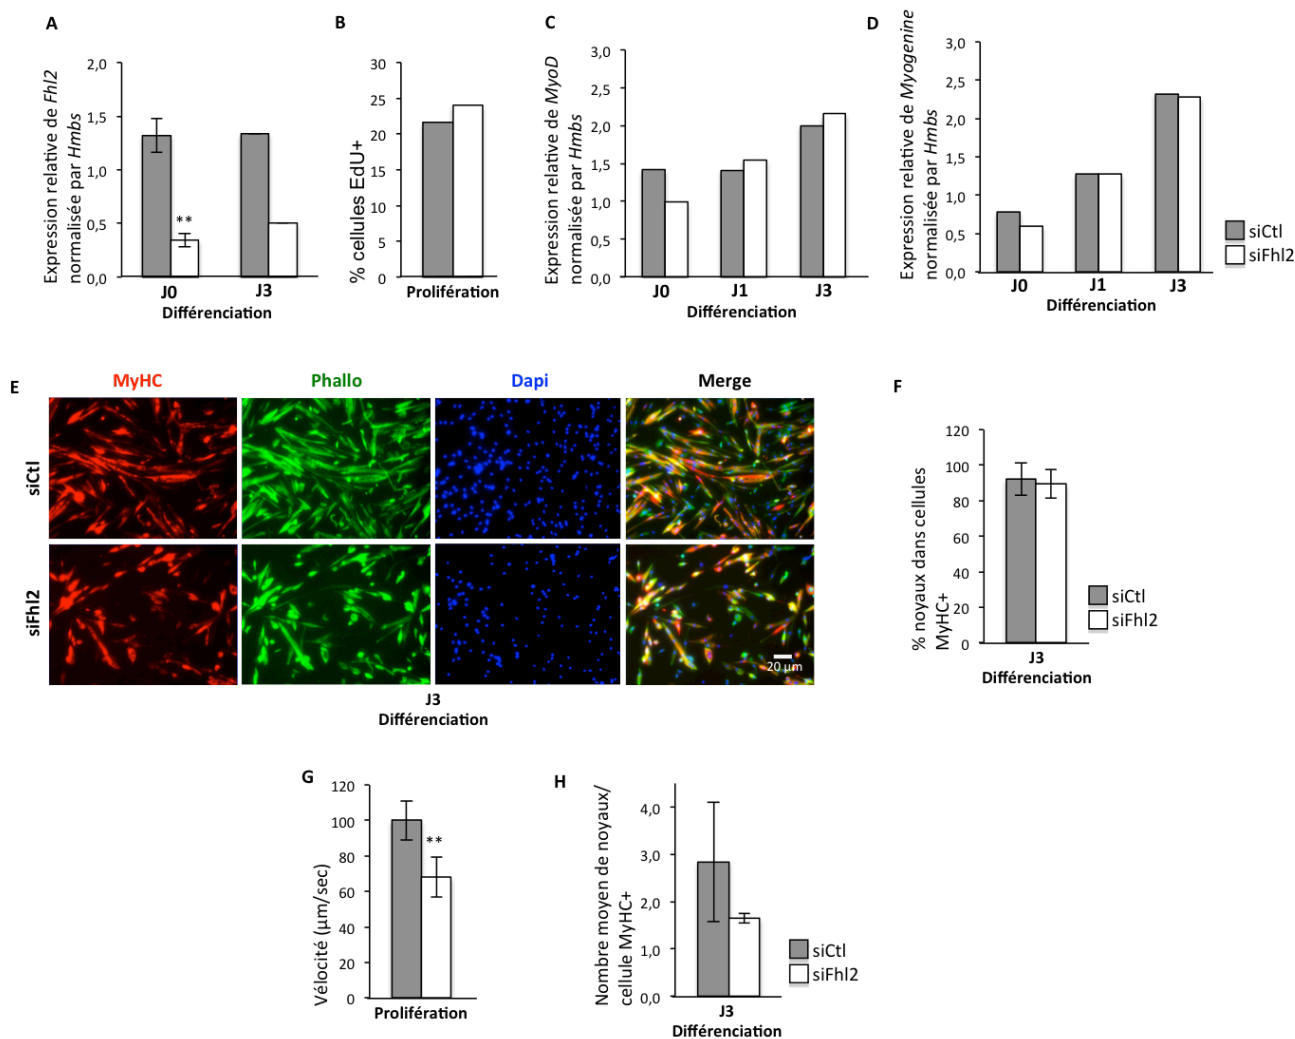 A
Expression relative de Fhl2
normalisée par Hmbs
2,0
1,5
1,0
0,5
0,0
**
J0
J3
Différenciation
B
% cellules EdU+
30
25
20
15
10
5
0
Prolifération
C
Expression relative de MyoD
normalisée par Hmbs
3,0
2,5
2,0
1,5
1,0
0,5
0,0
J0
J1
J3
Différenciation
D
Expression relative de Myogenine
normalisée par Hmbs
3,0
2,5
2,0
1,5
1,0
0,5
0,0
J0
J1
J3
Différenciation
siCtl
siFhl2
E
MyHC
Phallo
Dapi
Merge
siCtl
siFhl2
20 µm
J3
Différenciation
F
% noyaux dans cellules
MyHC+
120
100
80
60
40
20
0
J3
Différenciation
siCtl
siFhl2
G
Vélocité (µm/sec)
120
100
80
60
40
20
0
**
Prolifération
H
Nombre moyen de noyaux/
cellule MyHC+
4,0
3,0
2,0
1,0
0,0
J3
Différenciation
siCtl
siFhl2